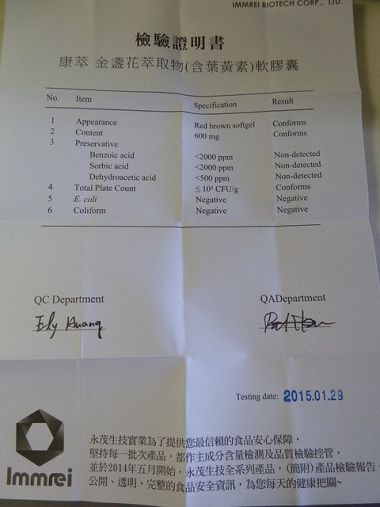 IMMREI BIOTECH CORP., LTD.
檢驗證明書
康萃 金盞花萃取物(含葉黃素)軟膠囊
No. Item Specification Result
1 Appearance Red brown softgel Conforms
2 Content 600 mg Conforms
3 Preservative
Benzoic acid <2000 ppm Non-detected
Sorbic acid <2000 ppm Non-detected
Dehydroacetic acid <500 ppm Non-detected
4 Total Plate Count ≤ 10⁵ CFU/g Conforms
5 E. coli Negative Negative
6 Coliform Negative Negative
QC Department QADepartment
Ely Huang
Testing date: 2015.01.29
永茂生技實業為了提供您最信賴的食品安心保障，
堅持每一批次產品，都作主成分含量檢測及品質檢驗控管，
並於2014年五月開始，永茂生技全系列產品，(簡附)產品檢驗報告，
公開、透明、完整的食品安全資訊，為您每天的健康把關~
Immrei